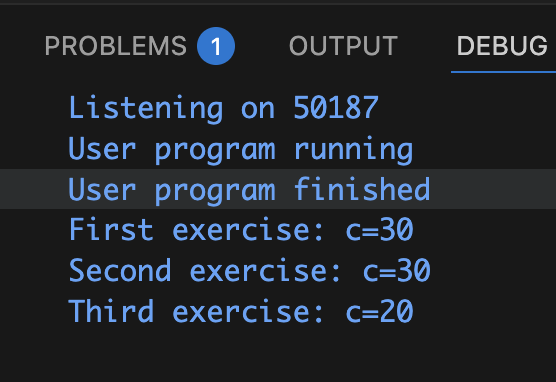 PROBLEMS 1 OUTPUT DEBUG
Listening on 50187
User program running
User program finished
First exercise: c=30
Second exercise: c=30
Third exercise: c=20